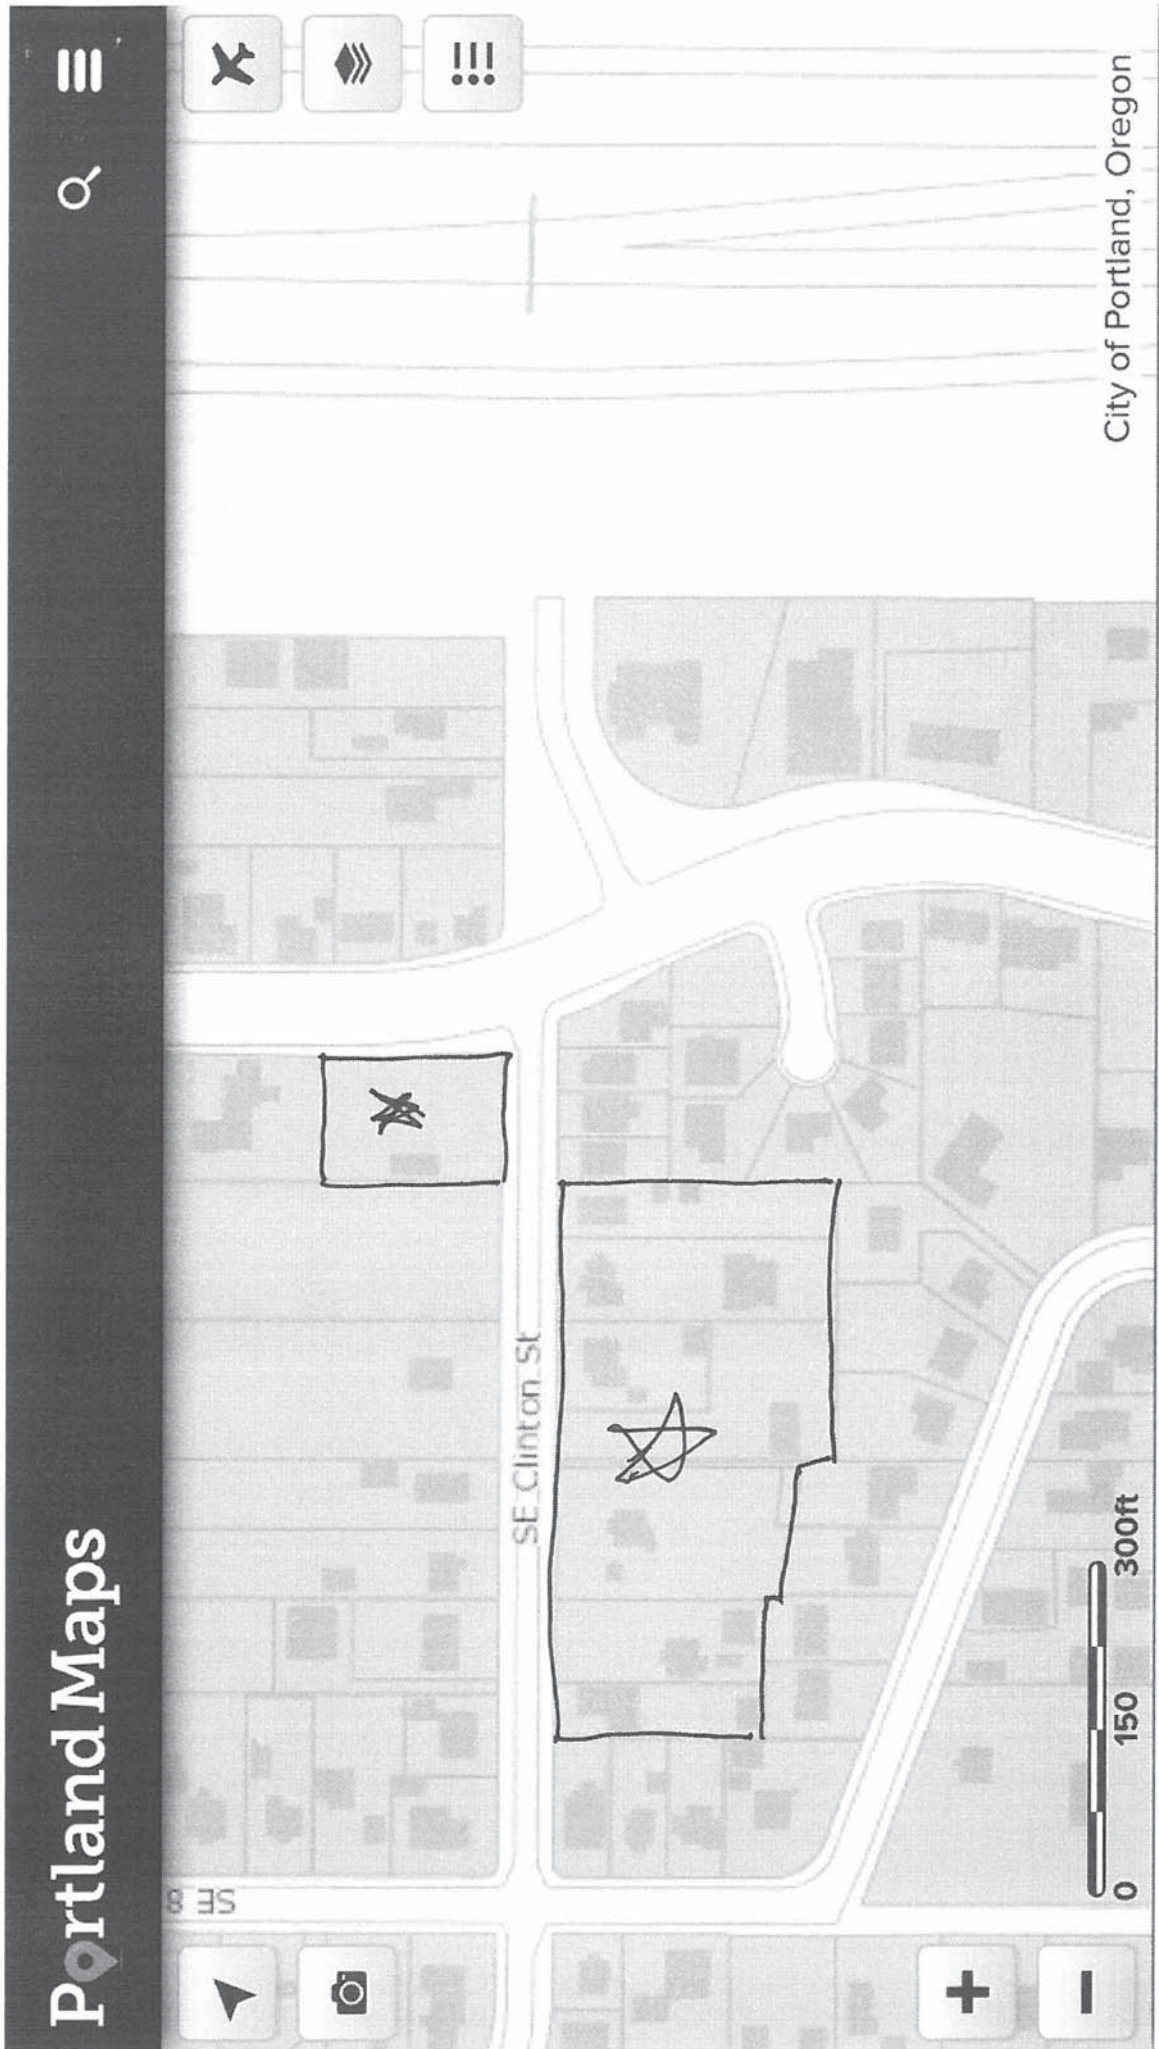 Portland Maps
SE 8
SE Clinton St
0 150 300ft
City of Portland, Oregon